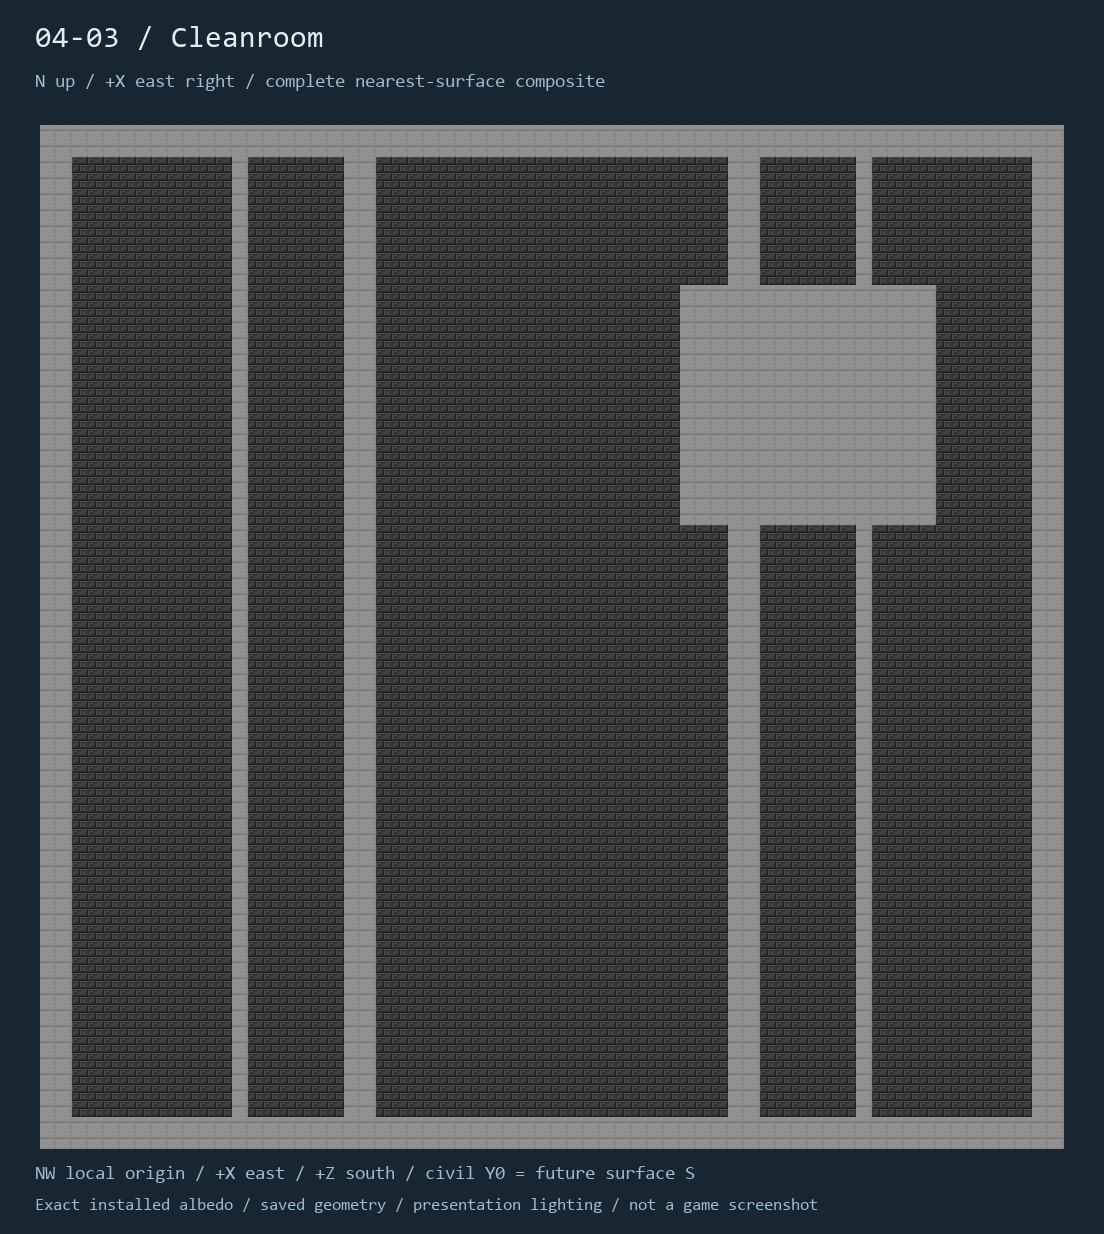 04-03 / Cleanroom
N up / +X east right / complete nearest-surface composite
NW local origin / +X east / +Z south / civil Y0 = future surface S
Exact installed albedo / saved geometry / presentation lighting / not a game screenshot